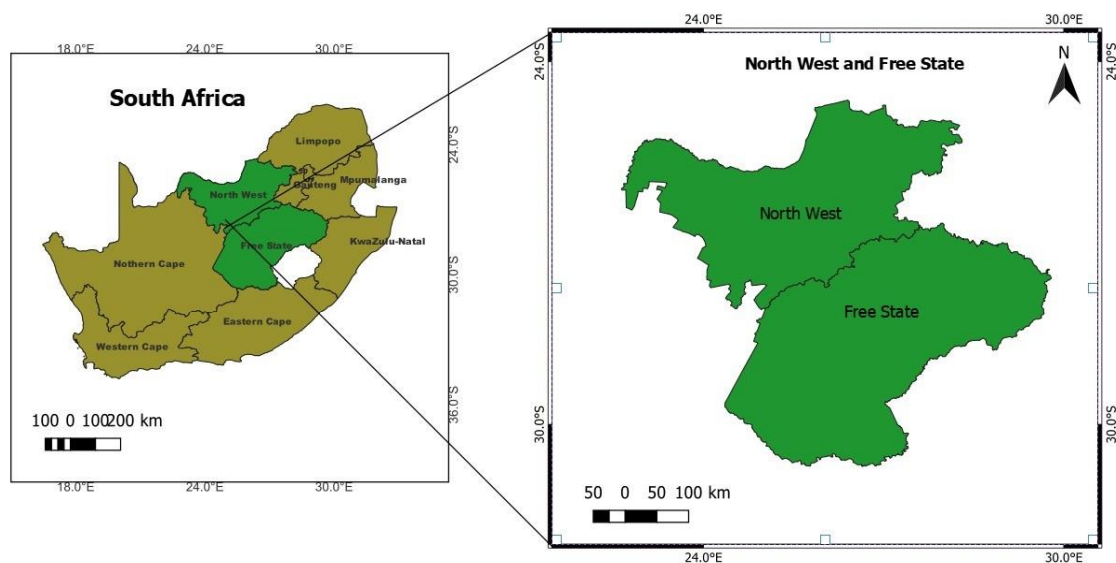 18.0°E 24.0°E 30.0°E
South Africa
Limpopo
North West
Gauteng
Mpumalanga
Free State
KwaZulu-Natal
Nothern Cape
Eastern Cape
Western Cape
24.0°S
30.0°S
36.0°S
100 0 100 200 km
18.0°E 24.0°E 30.0°E
24.0°E 30.0°E
24.0°S 24.0°S
North West and Free State
N
North West
Free State
30.0°S 30.0°S
50 0 50 100 km
24.0°E 30.0°E